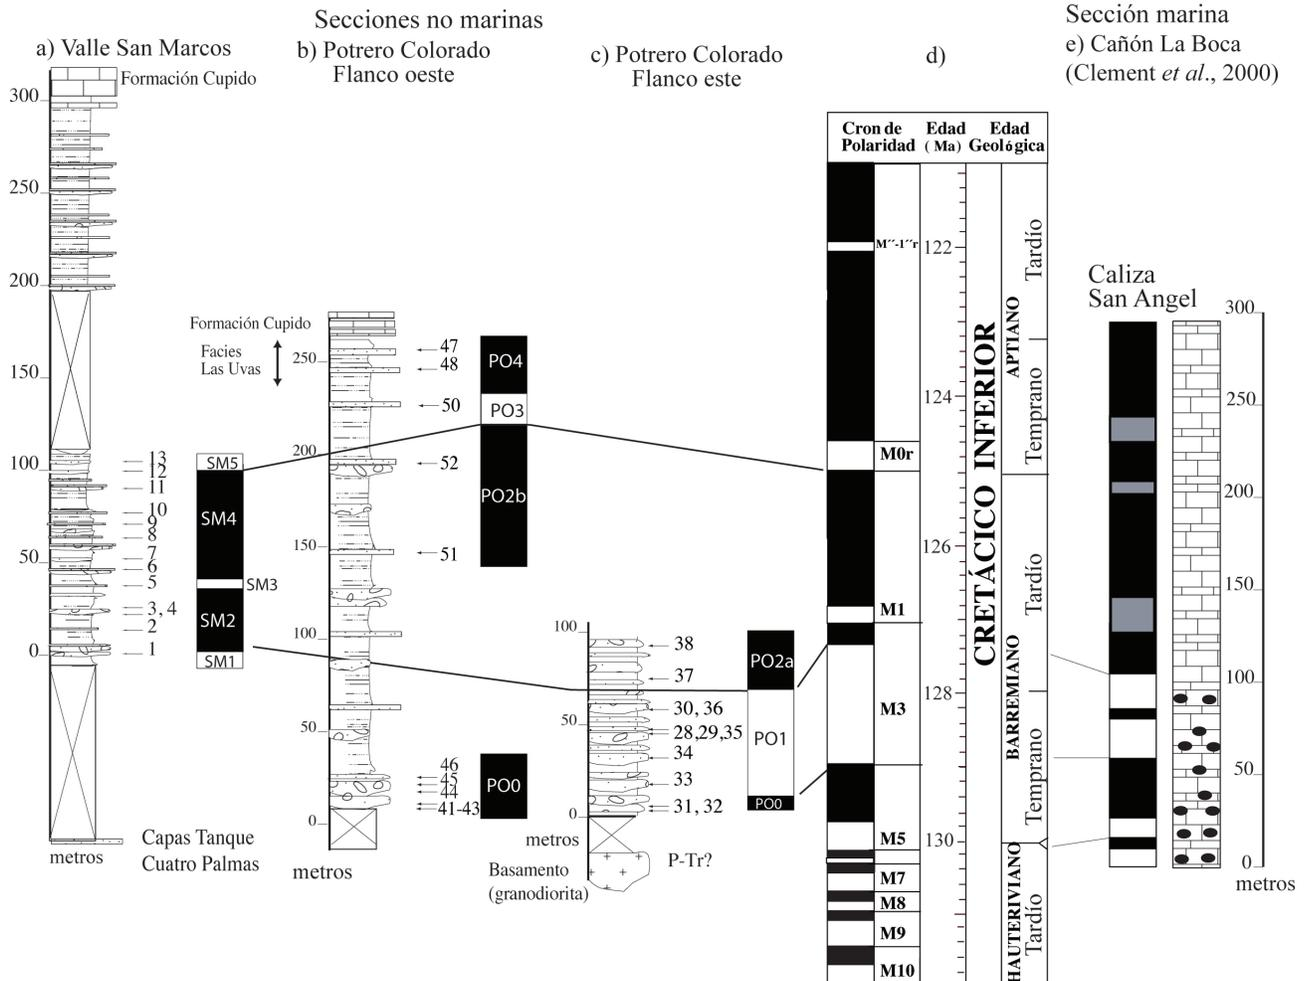 Secciones no marinas
a) Valle San Marcos
Formación Cupido
300
250
200
150
100
50
0
metros
13
12
11
10
9
8
7
6
5
3, 4
2
1
SM5
SM4
SM3
SM2
SM1
Capas Tanque
Cuatro Palmas
b) Potrero Colorado
Flanco oeste
Formación Cupido
Facies
Las Uvas
250
200
150
100
50
0
metros
47
48
50
52
51
46
45
44
41-43
PO4
PO3
PO2b
PO0
c) Potrero Colorado
Flanco este
100
50
0
metros
38
37
30, 36
28,29,35
34
33
31, 32
PO2a
PO1
PO0
Basamento
(granodiorita)
P-Tr?
d)
Cron de
Polaridad
Edad
( Ma)
Edad
Geológica
M´´-1´´r
M0r
M1
M3
M5
M7
M8
M9
M10
122
124
126
128
130
CRETÁCICO INFERIOR
APTIANO
Tardío
Temprano
BARREMIANO
Tardío
Temprano
HAUTERIVIANO
Tardío
Sección marina
e) Cañón La Boca
(Clement et al., 2000)
Caliza
San Angel
300
250
200
150
100
50
0
metros